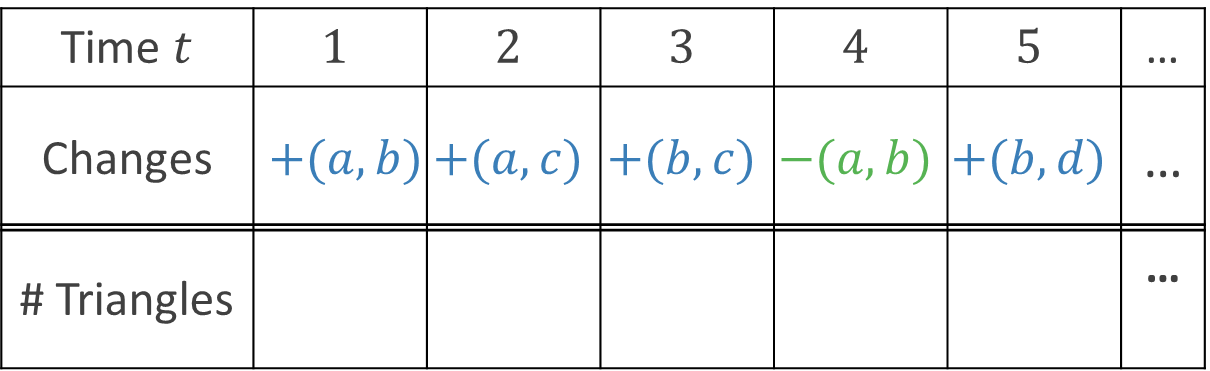 Time t 1 2 3 4 5 ...
Changes +(a, b) +(a, c) +(b, c) −(a, b) +(b, d) ...
# Triangles ...